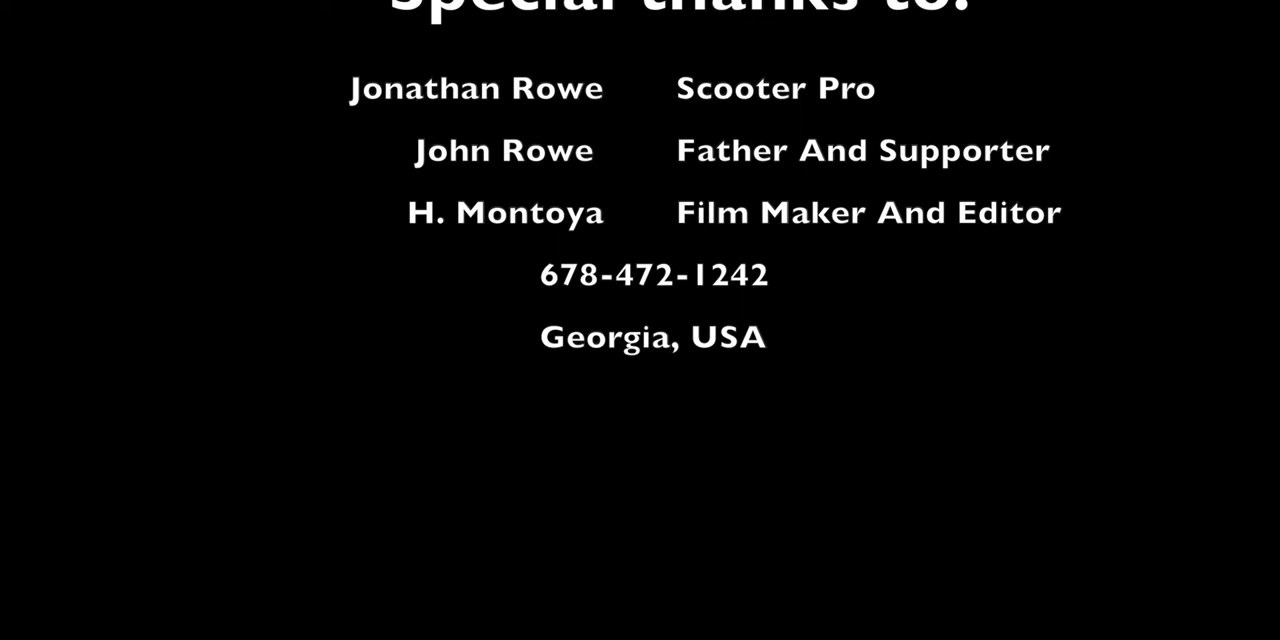 Special thanks to:
Jonathan Rowe Scooter Pro
John Rowe Father And Supporter
H. Montoya Film Maker And Editor
678-472-1242
Georgia, USA